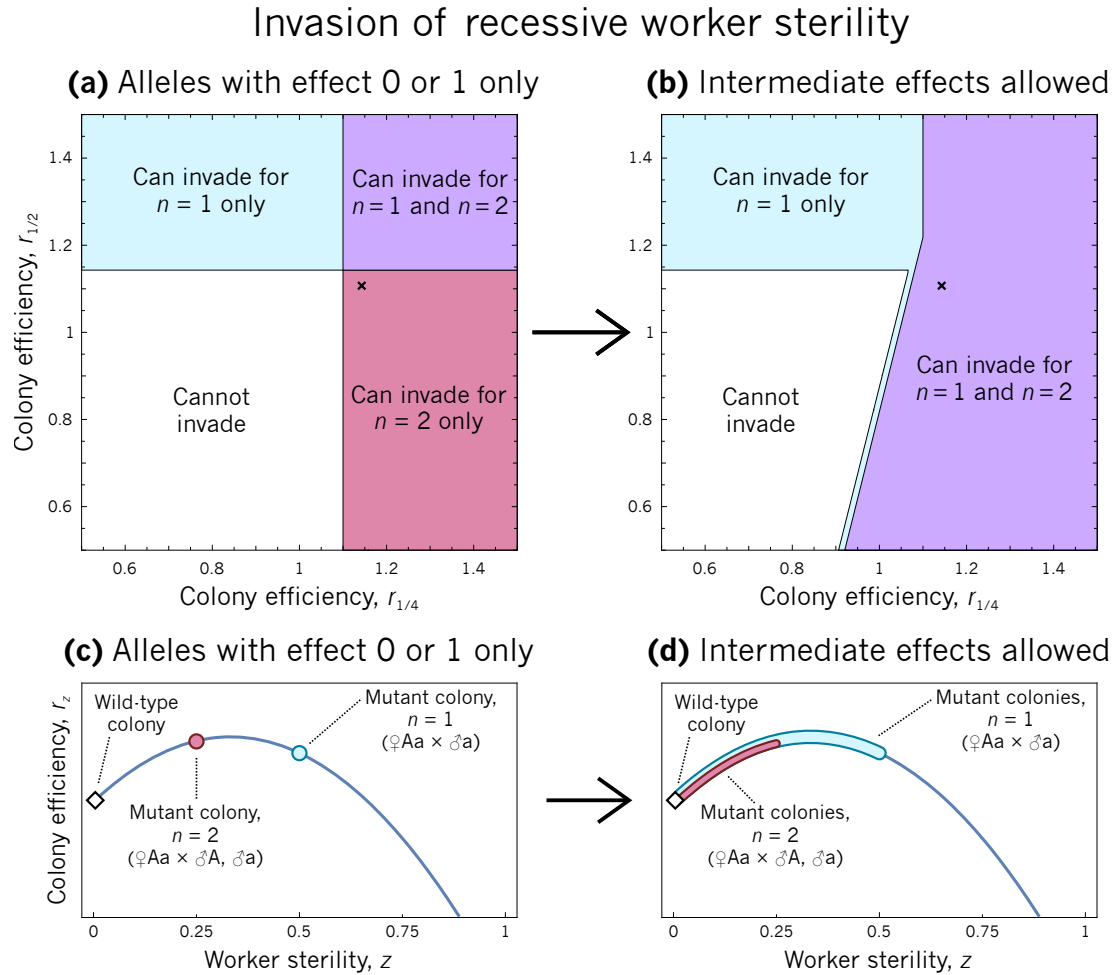 Invasion of recessive worker sterility
(a) Alleles with effect 0 or 1 only
Can invade for
n = 1 only
Can invade for
n = 1 and n = 2
Cannot
invade
Can invade for
n = 2 only
1.4
1.2
1
0.8
0.6
0.6
0.8
1
1.2
1.4
Colony efficiency, r1/2
Colony efficiency, r1/4
(b) Intermediate effects allowed
Can invade for
n = 1 only
Cannot
invade
Can invade for
n = 1 and n = 2
1.4
1.2
1
0.8
0.6
0.6
0.8
1
1.2
1.4
Colony efficiency, r1/4
(c) Alleles with effect 0 or 1 only
Wild-type
colony
Mutant colony,
n = 1
(♀Aa × ♂a)
Mutant colony,
n = 2
(♀Aa × ♂A, ♂a)
0
0.25
0.5
0.75
1
Colony efficiency, rz
Worker sterility, z
(d) Intermediate effects allowed
Wild-type
colony
Mutant colonies,
n = 1
(♀Aa × ♂a)
Mutant colonies,
n = 2
(♀Aa × ♂A, ♂a)
0
0.25
0.5
0.75
1
Worker sterility, z